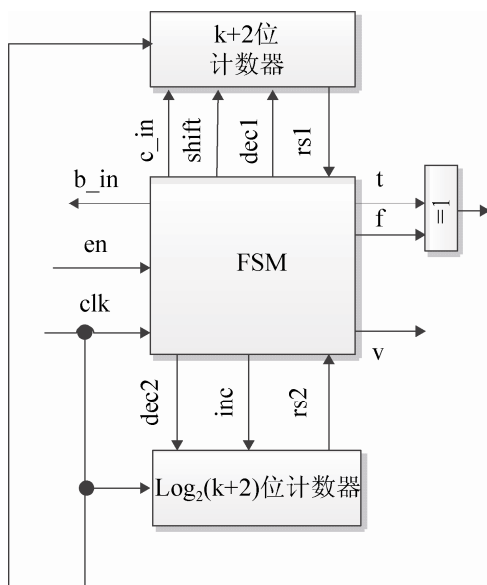 k+2位
计数器
c_in
shift
dec1
rs1
b_in
t
f
=1
en
FSM
clk
v
dec2
inc
rs2
Log₂(k+2)位计数器